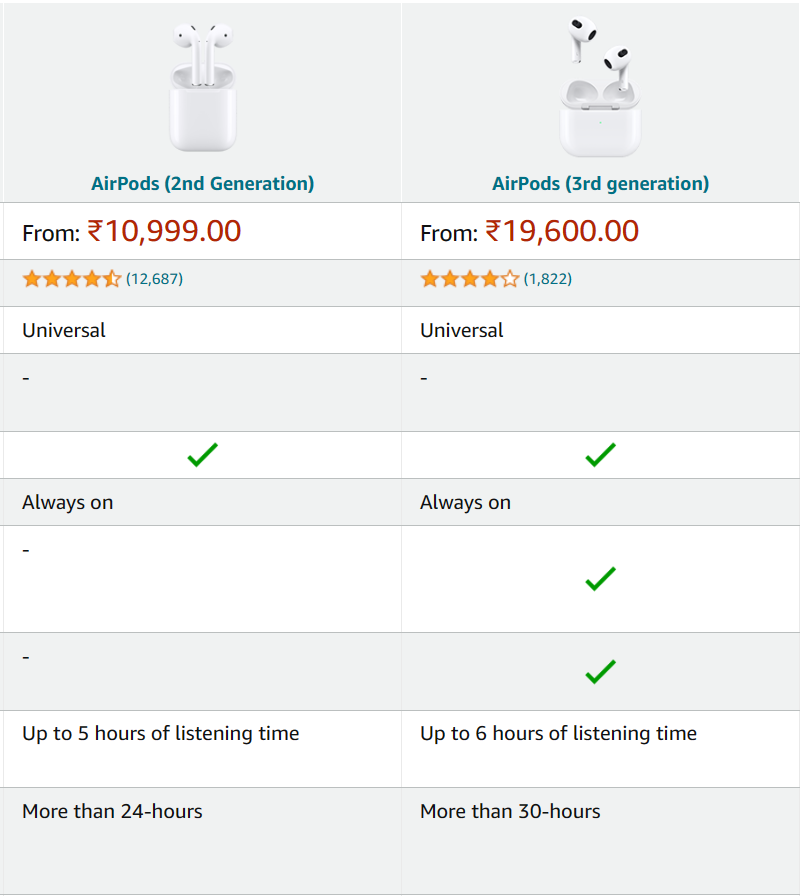 AirPods (2nd Generation) AirPods (3rd generation)
From: ₹10,999.00 From: ₹19,600.00
(12,687) (1,822)
Universal Universal
- -
Always on Always on
-
-
Up to 5 hours of listening time Up to 6 hours of listening time
More than 24-hours More than 30-hours